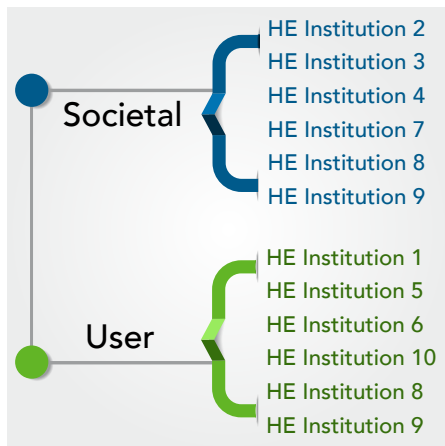 Societal
HE Institution 2
HE Institution 3
HE Institution 4
HE Institution 7
HE Institution 8
HE Institution 9
User
HE Institution 1
HE Institution 5
HE Institution 6
HE Institution 10
HE Institution 8
HE Institution 9